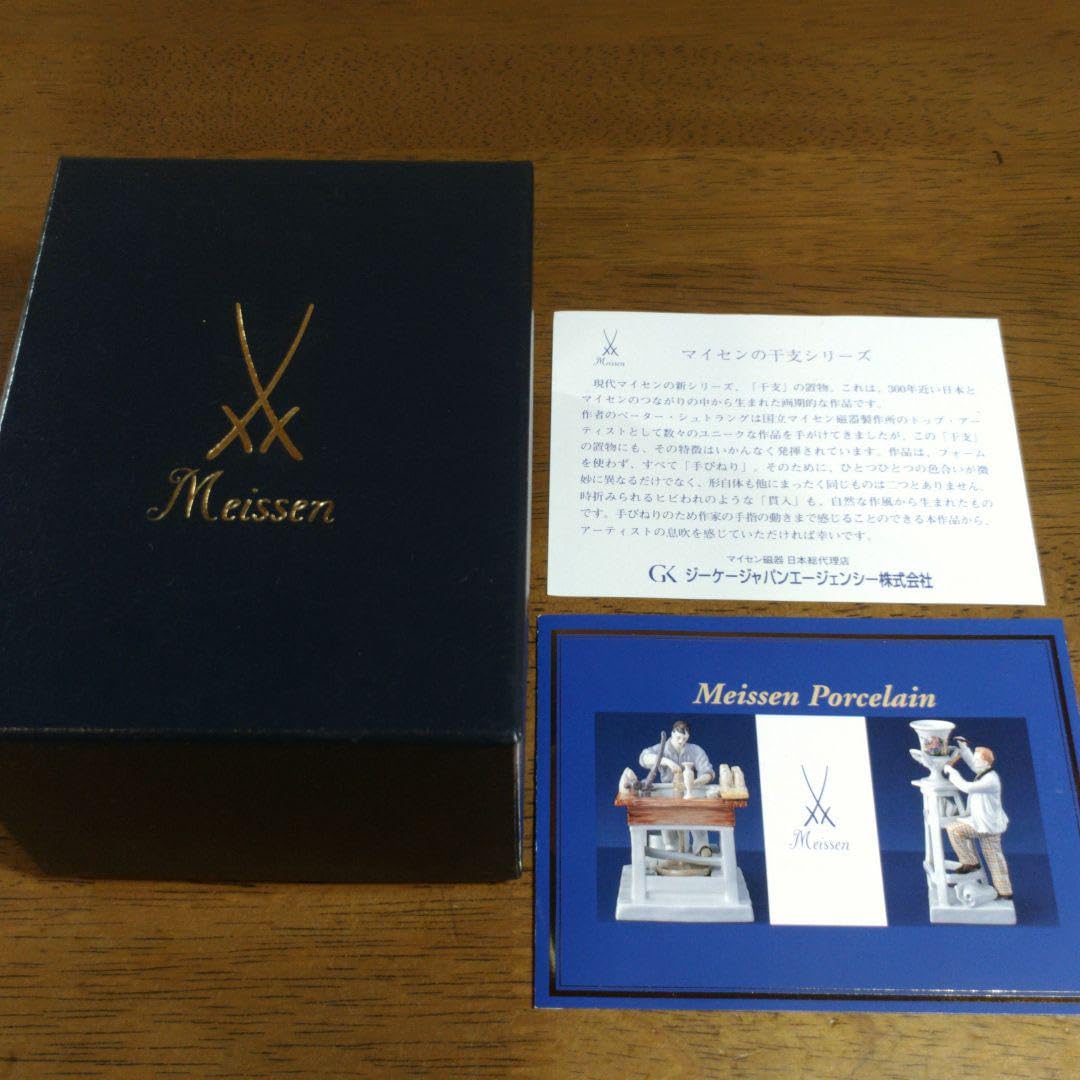 Meissen
Meissen
マイセンの干支シリーズ
現代マイセンの新シリーズ、「干支」の置物。これは、300年近い日本と
マイセンのつながりの中から生まれた画期的な作品です。
作者のペーター・シュトラングは国立マイセン磁器製作所のトップ・アー
ティストとして数々のユニークな作品を手がけてきましたが、この「干支」
の置物にも、その特徴はいかんなく発揮されています。作品は、フォーム
を使わず、すべて「手びねり」。そのために、ひとつひとつの色合いが微
妙に異なるだけでなく、形自体も他にまったく同じものは二つとありません。
時折みられるヒビわれのような「貫入」も、自然な作風から生まれたもの
です。手びねりのため作家の手指の動きまで感じることのできる本作品から、
アーティストの息吹を感じていただければ幸いです。
マイセン磁器 日本総代理店
GK ジーケージャパンエージェンシー株式会社
Meissen Porcelain
Meissen